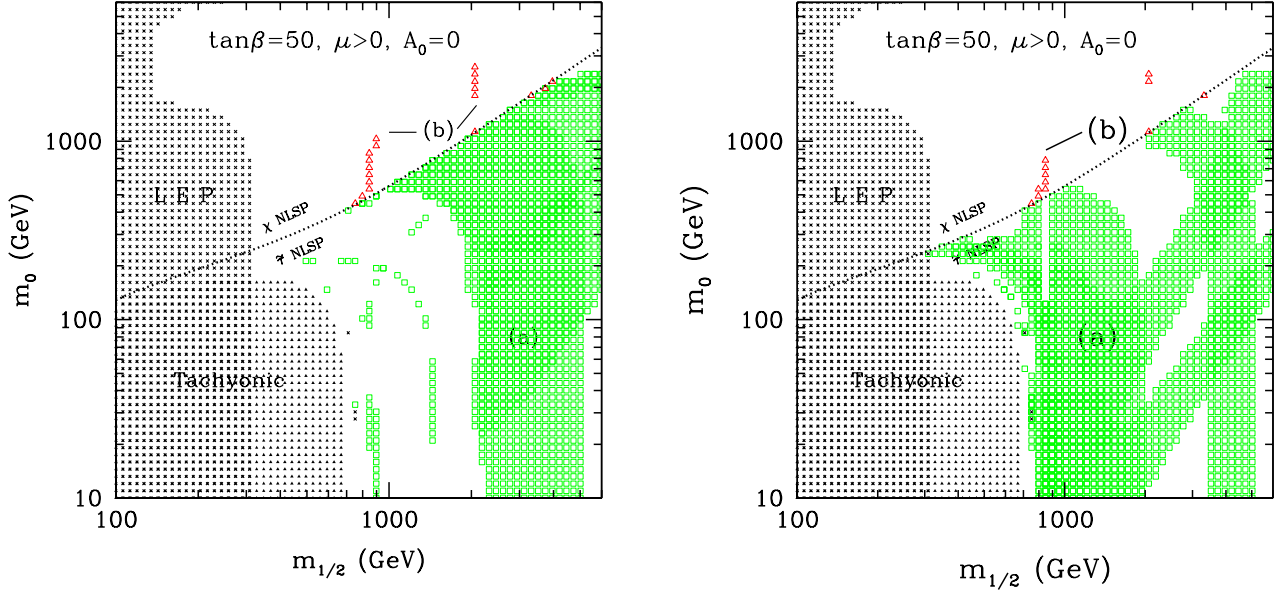 tanβ=50, μ>0, A₀=0
1000
(b)
L E P
χ NLSP
τ̃ NLSP
m₀ (GeV)
100
(a)
Tachyonic
10
100
1000
m₁/₂ (GeV)
tanβ=50, μ>0, A₀=0
1000
(b)
L E P
χ NLSP
τ̃ NLSP
m₀ (GeV)
100
(a)
Tachyonic
10
100
1000
m₁/₂ (GeV)